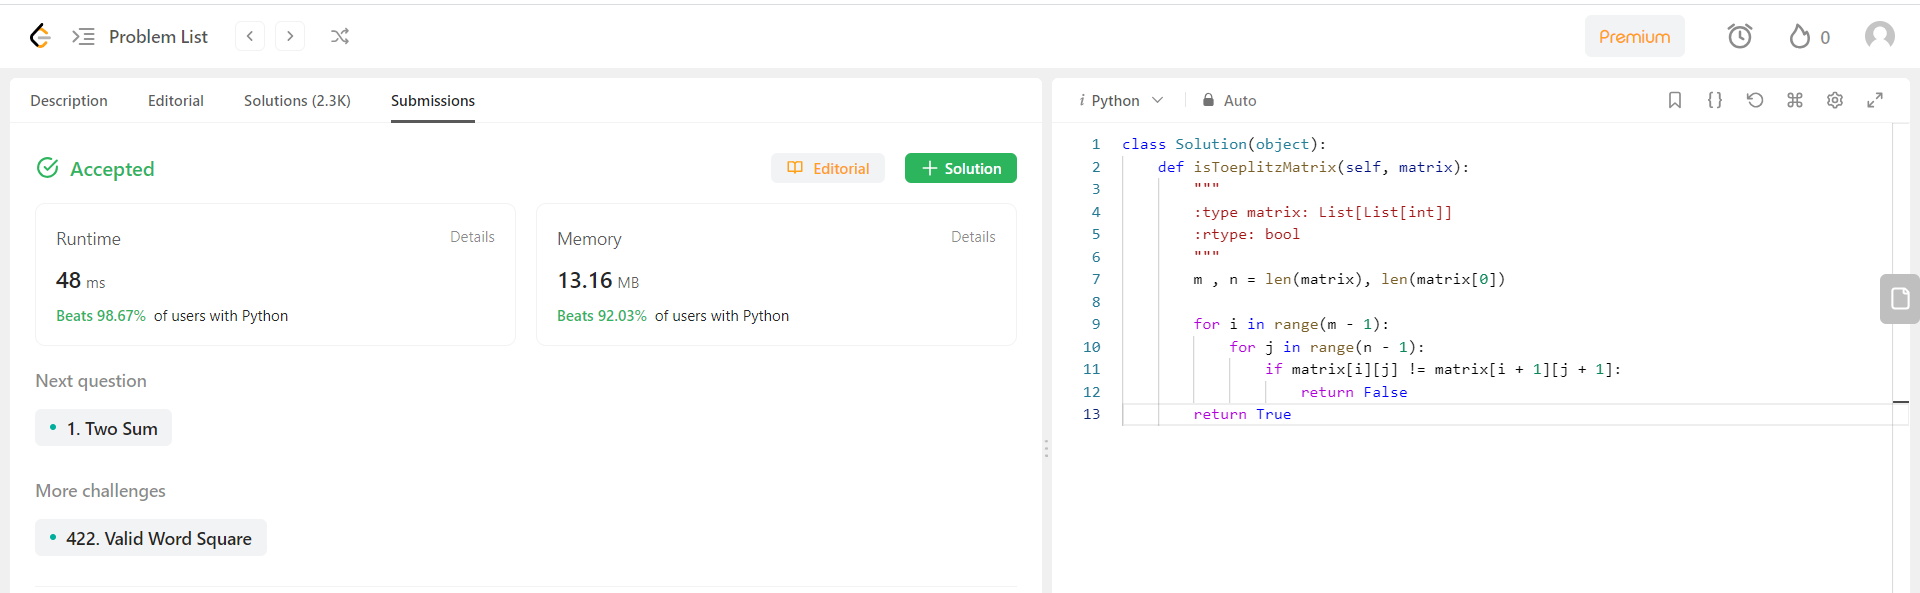 Problem List
Premium
0
Description Editorial Solutions (2.3K) Submissions
Accepted
Editorial
Solution
Runtime Details
48 ms
Beats 98.67% of users with Python
Memory Details
13.16 MB
Beats 92.03% of users with Python
Next question
1. Two Sum
More challenges
422. Valid Word Square
i Python Auto
1 class Solution(object):
2 def isToeplitzMatrix(self, matrix):
3 """
4 :type matrix: List[List[int]]
5 :rtype: bool
6 """
7 m , n = len(matrix), len(matrix[0])
8
9 for i in range(m - 1):
10 for j in range(n - 1):
11 if matrix[i][j] != matrix[i + 1][j + 1]:
12 return False
13 return True